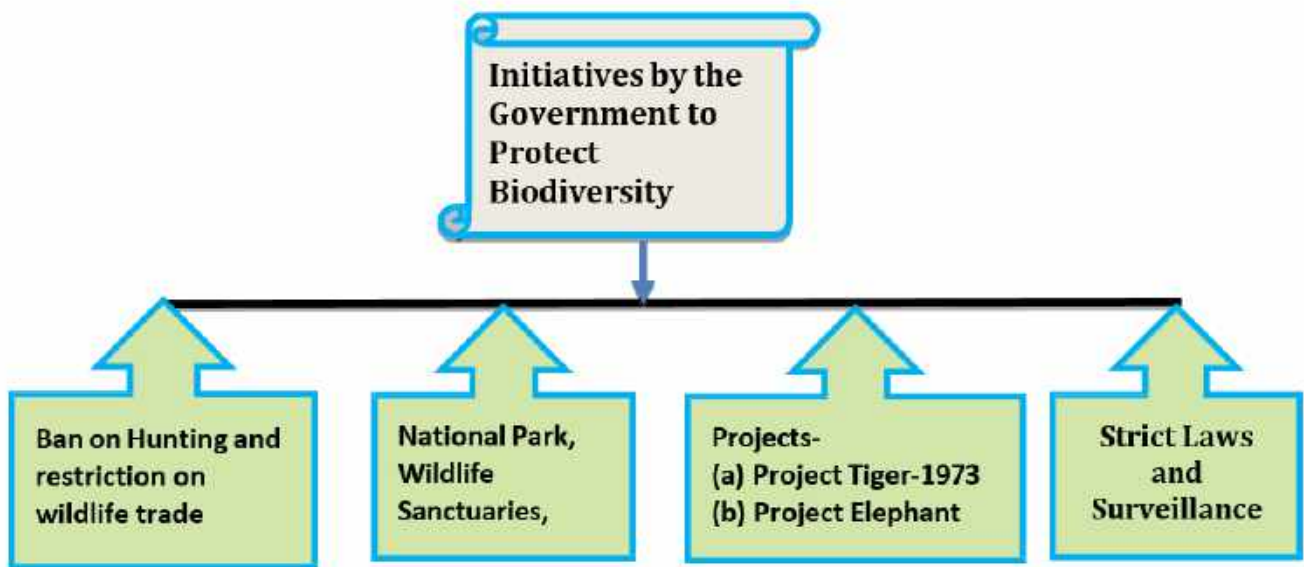 Initiatives by the
Government to
Protect
Biodiversity
Ban on Hunting and
restriction on
wildlife trade
National Park,
Wildlife
Sanctuaries,
Projects-
(a) Project Tiger-1973
(b) Project Elephant
Strict Laws
and
Surveillance